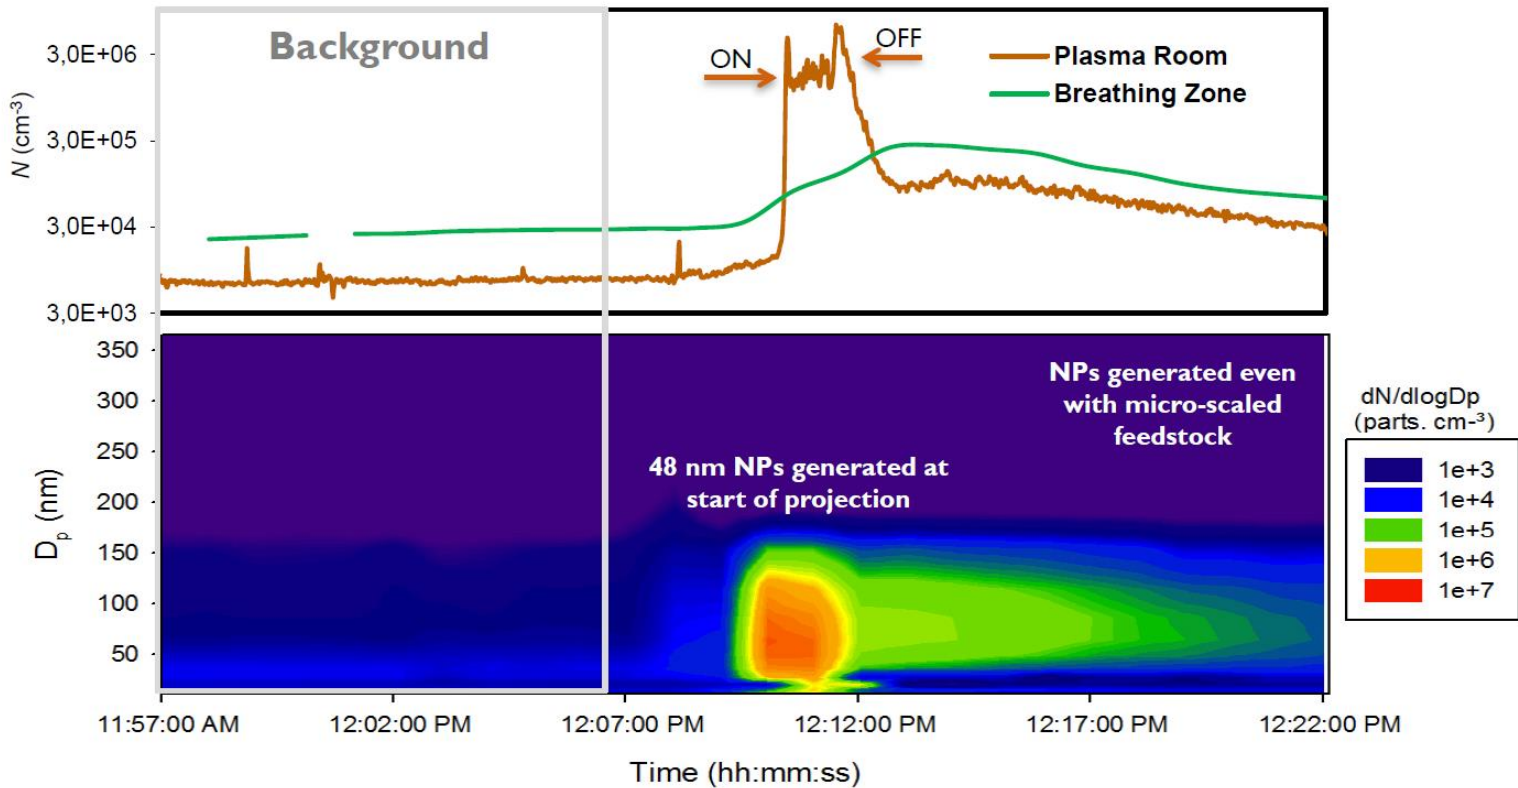 Background
ON
OFF
Plasma Room
Breathing Zone
N (cm-3)
3,0E+06
3,0E+05
3,0E+04
3,0E+03
350
300
250
200
150
100
50
Dp (nm)
NPs generated even
with micro-scaled
feedstock
48 nm NPs generated at
start of projection
dN/dlogDp
(parts. cm-³)
1e+3
1e+4
1e+5
1e+6
1e+7
11:57:00 AM
12:02:00 PM
12:07:00 PM
12:12:00 PM
12:17:00 PM
12:22:00 PM
Time (hh:mm:ss)